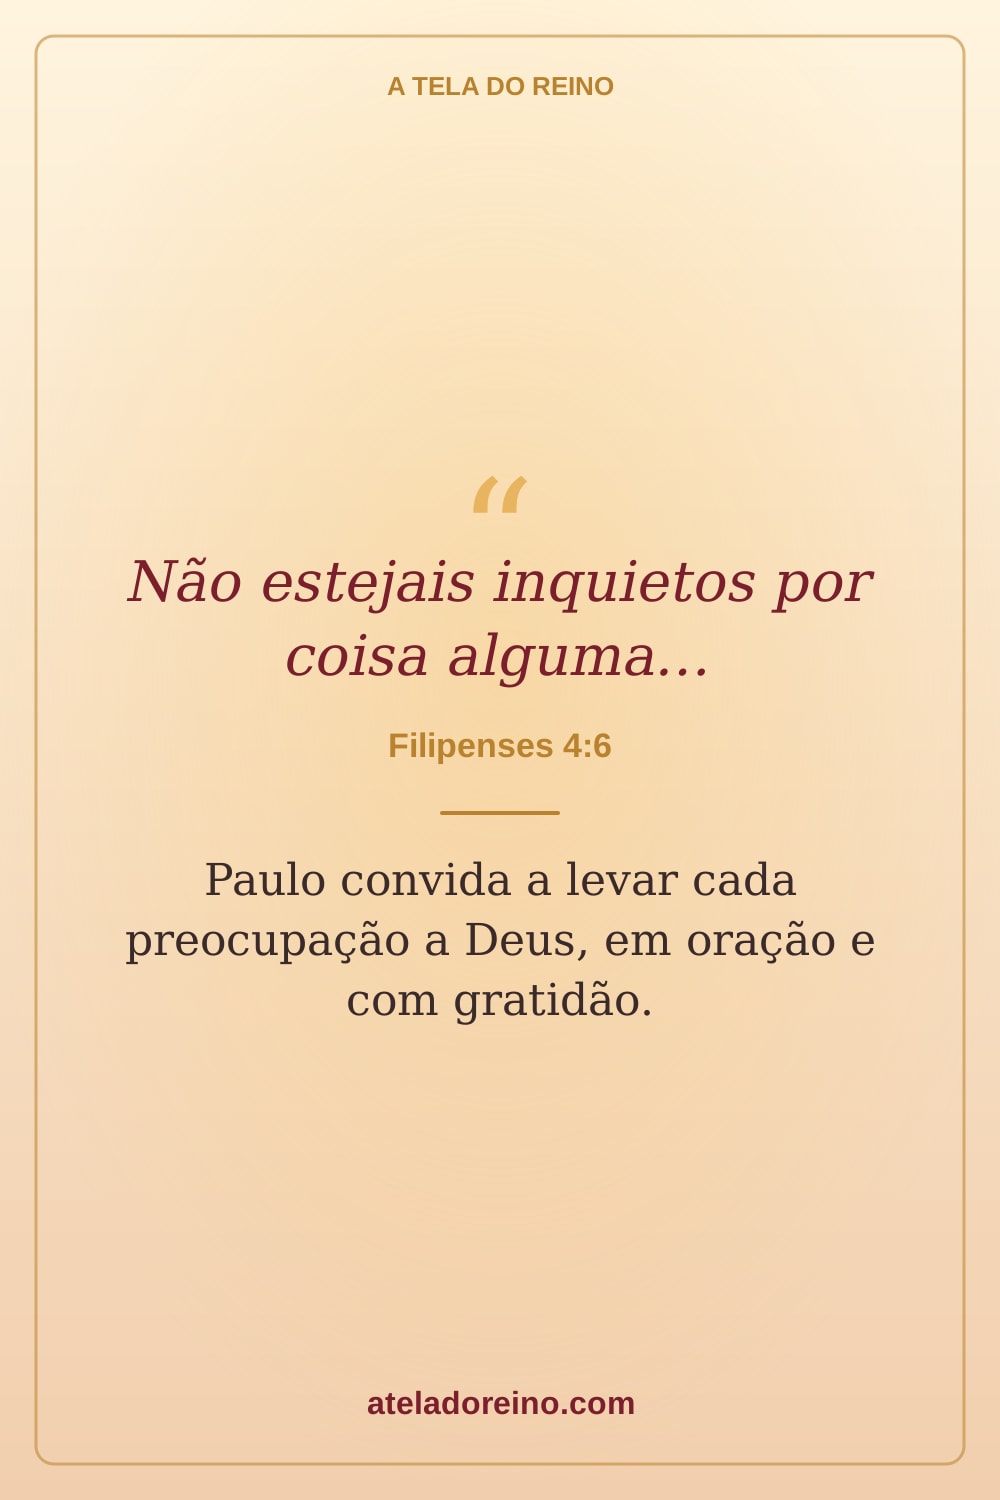 A TELA DO REINO
“
Não estejais inquietos por
coisa alguma…
Filipenses 4:6
Paulo convida a levar cada
preocupação a Deus, em oração e
com gratidão.
ateladoreino.com